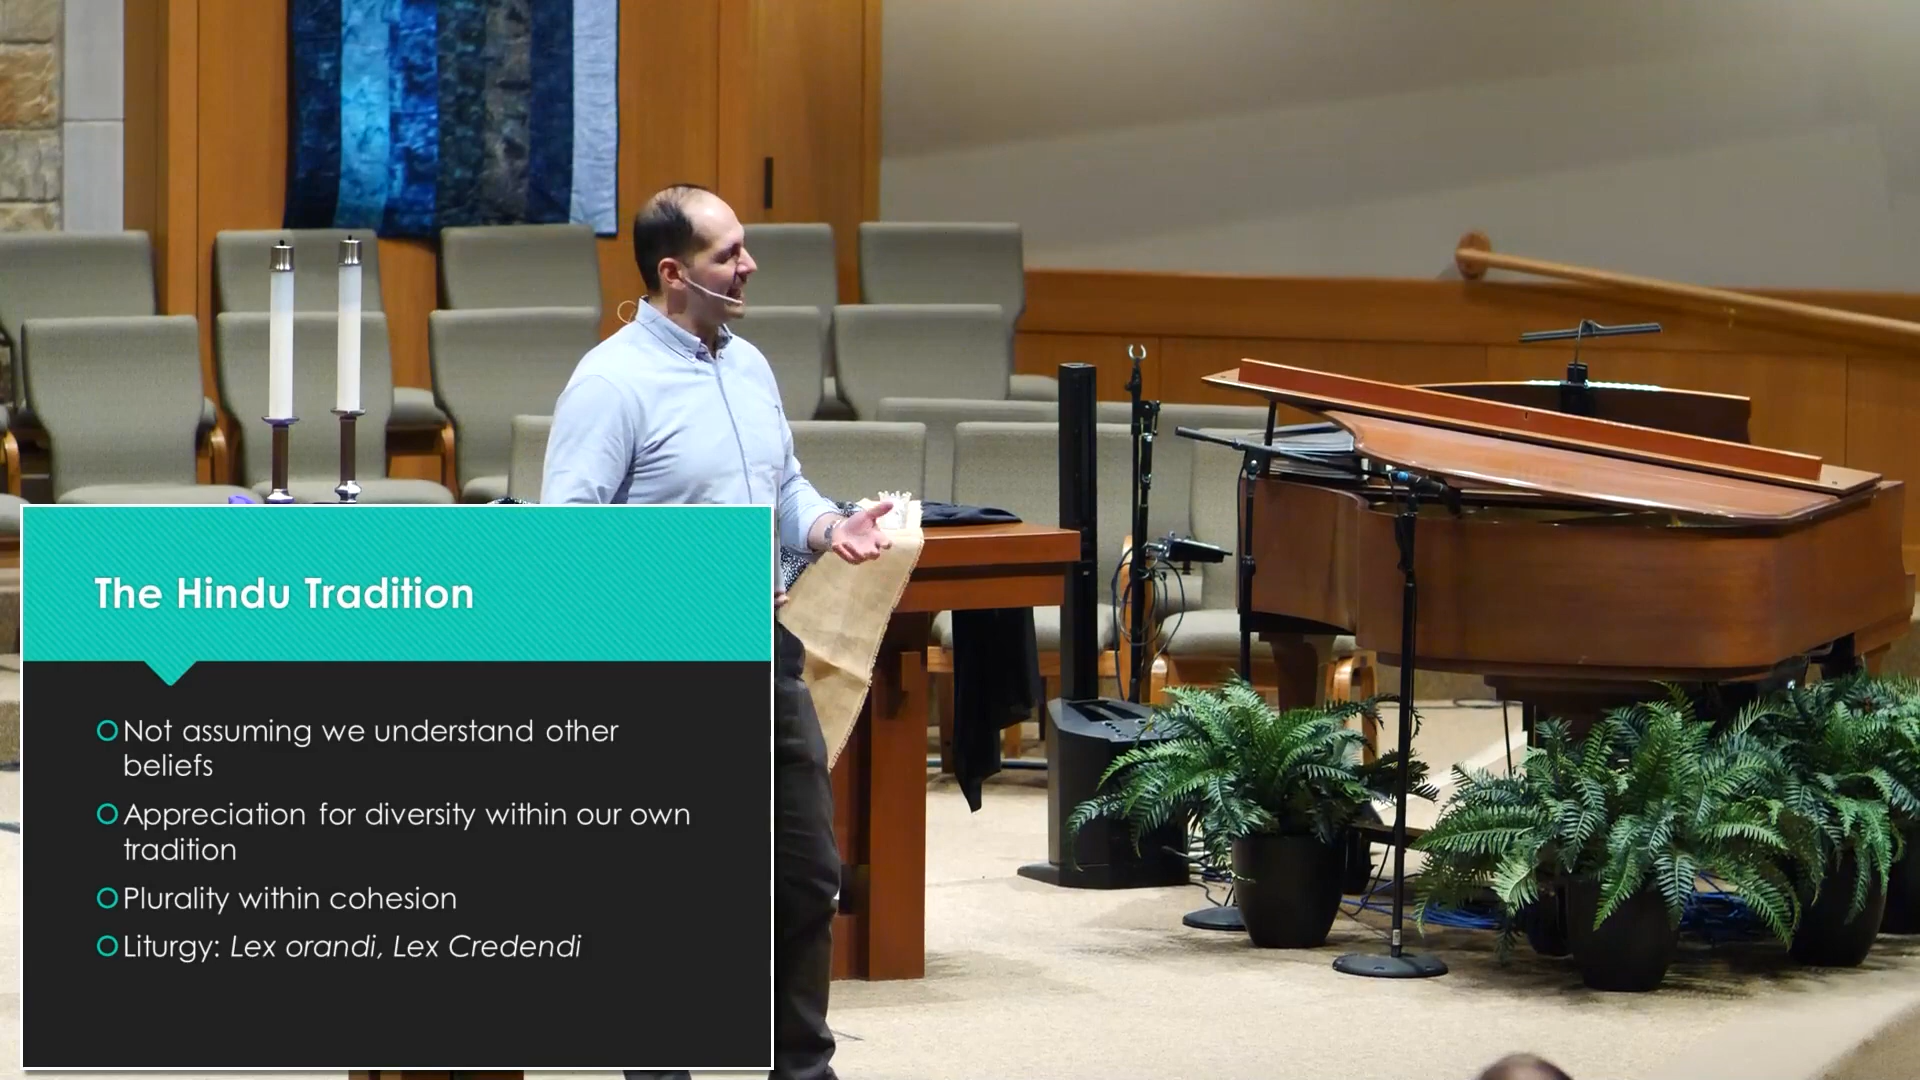 The Hindu Tradition
Not assuming we understand other
beliefs
Appreciation for diversity within our own
tradition
Plurality within cohesion
Liturgy: Lex orandi, Lex Credendi